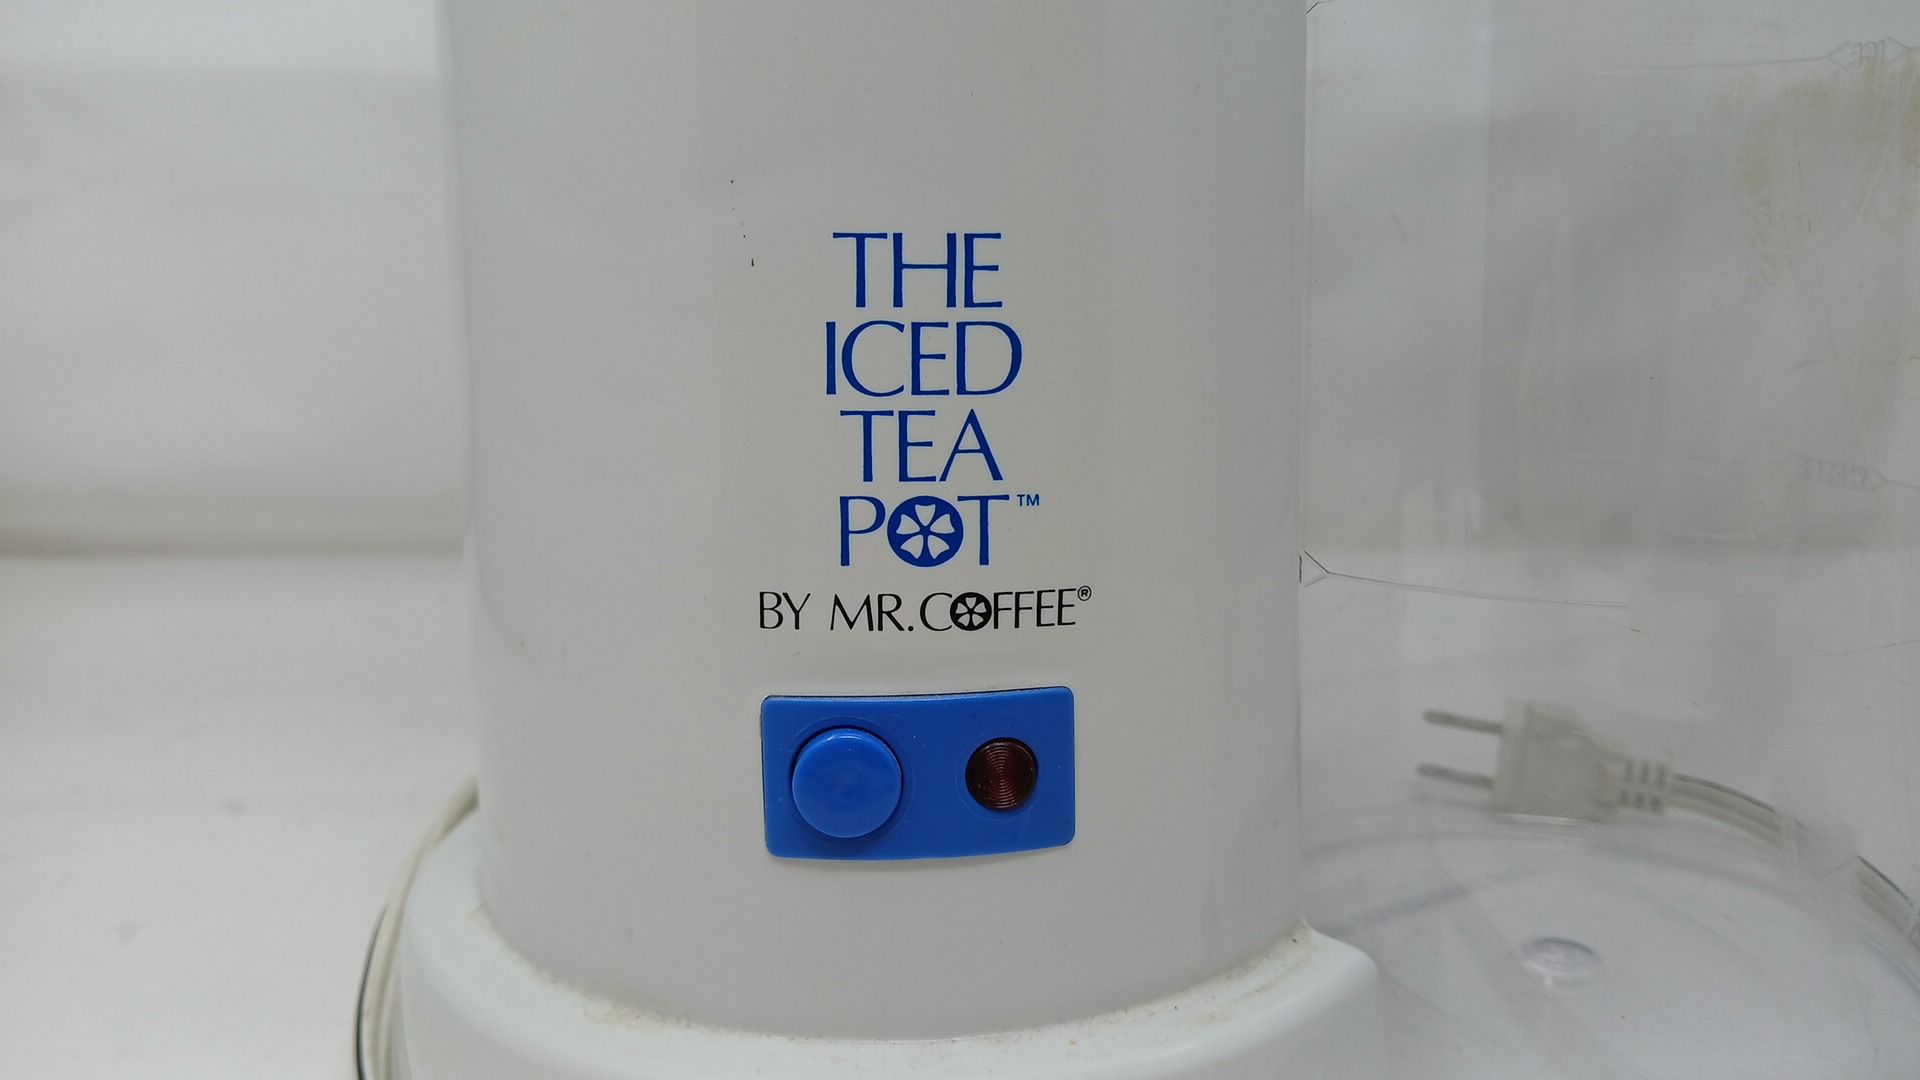 THE
ICED
TEA
POT™
BY MR. COFFEE®